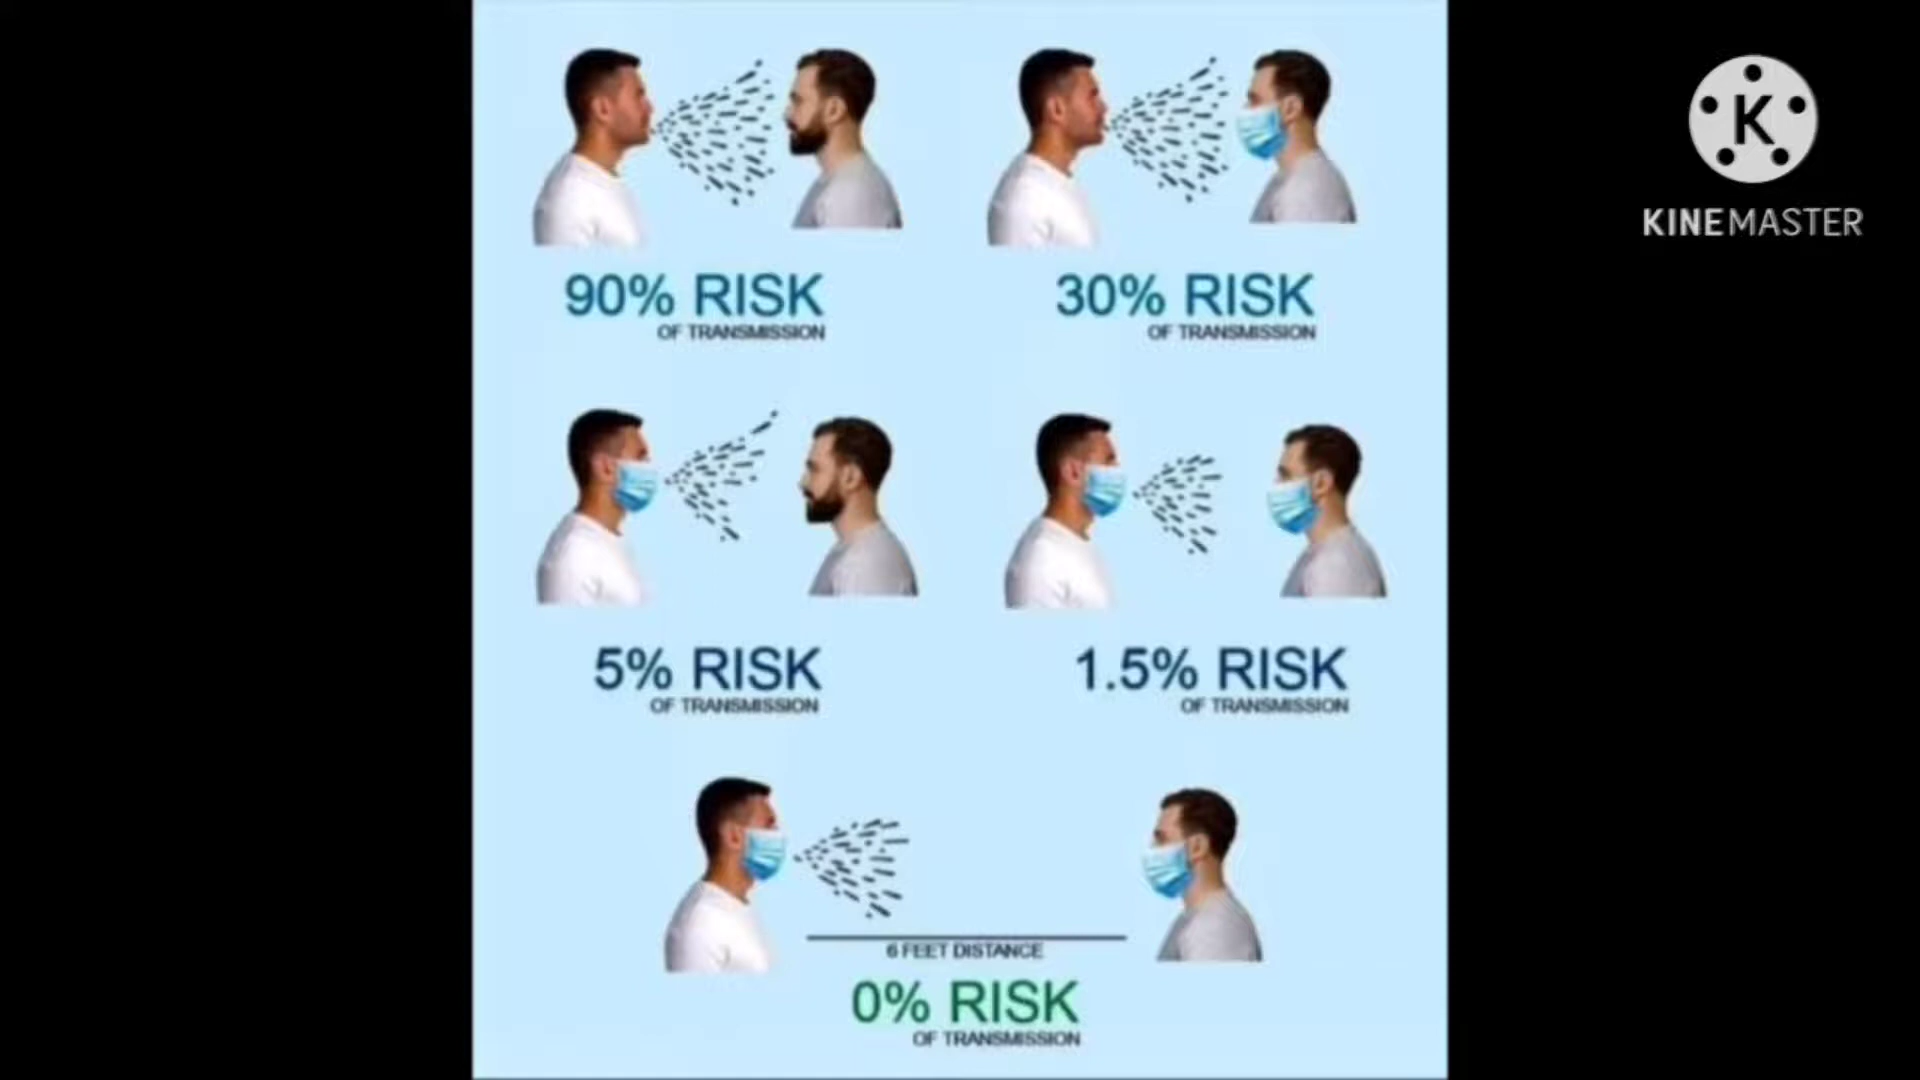 90% RISK
OF TRANSMISSION
30% RISK
OF TRANSMISSION
5% RISK
OF TRANSMISSION
1.5% RISK
OF TRANSMISSION
6 FEET DISTANCE
0% RISK
OF TRANSMISSION
K
KINEMASTER